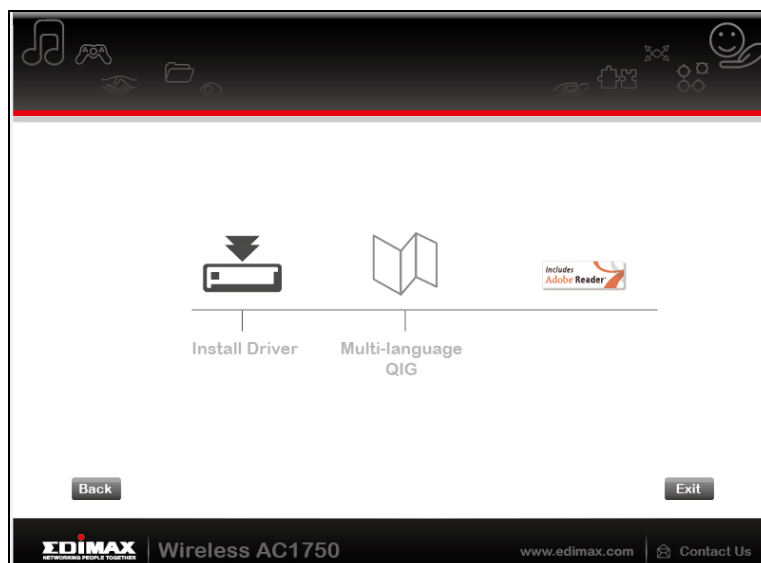 Includes
Adobe Reader
Install Driver
Multi-language
QIG
Back
Exit
EDIMAX
NETWORKING PEOPLE TOGETHER
Wireless AC1750
www.edimax.com
Contact Us